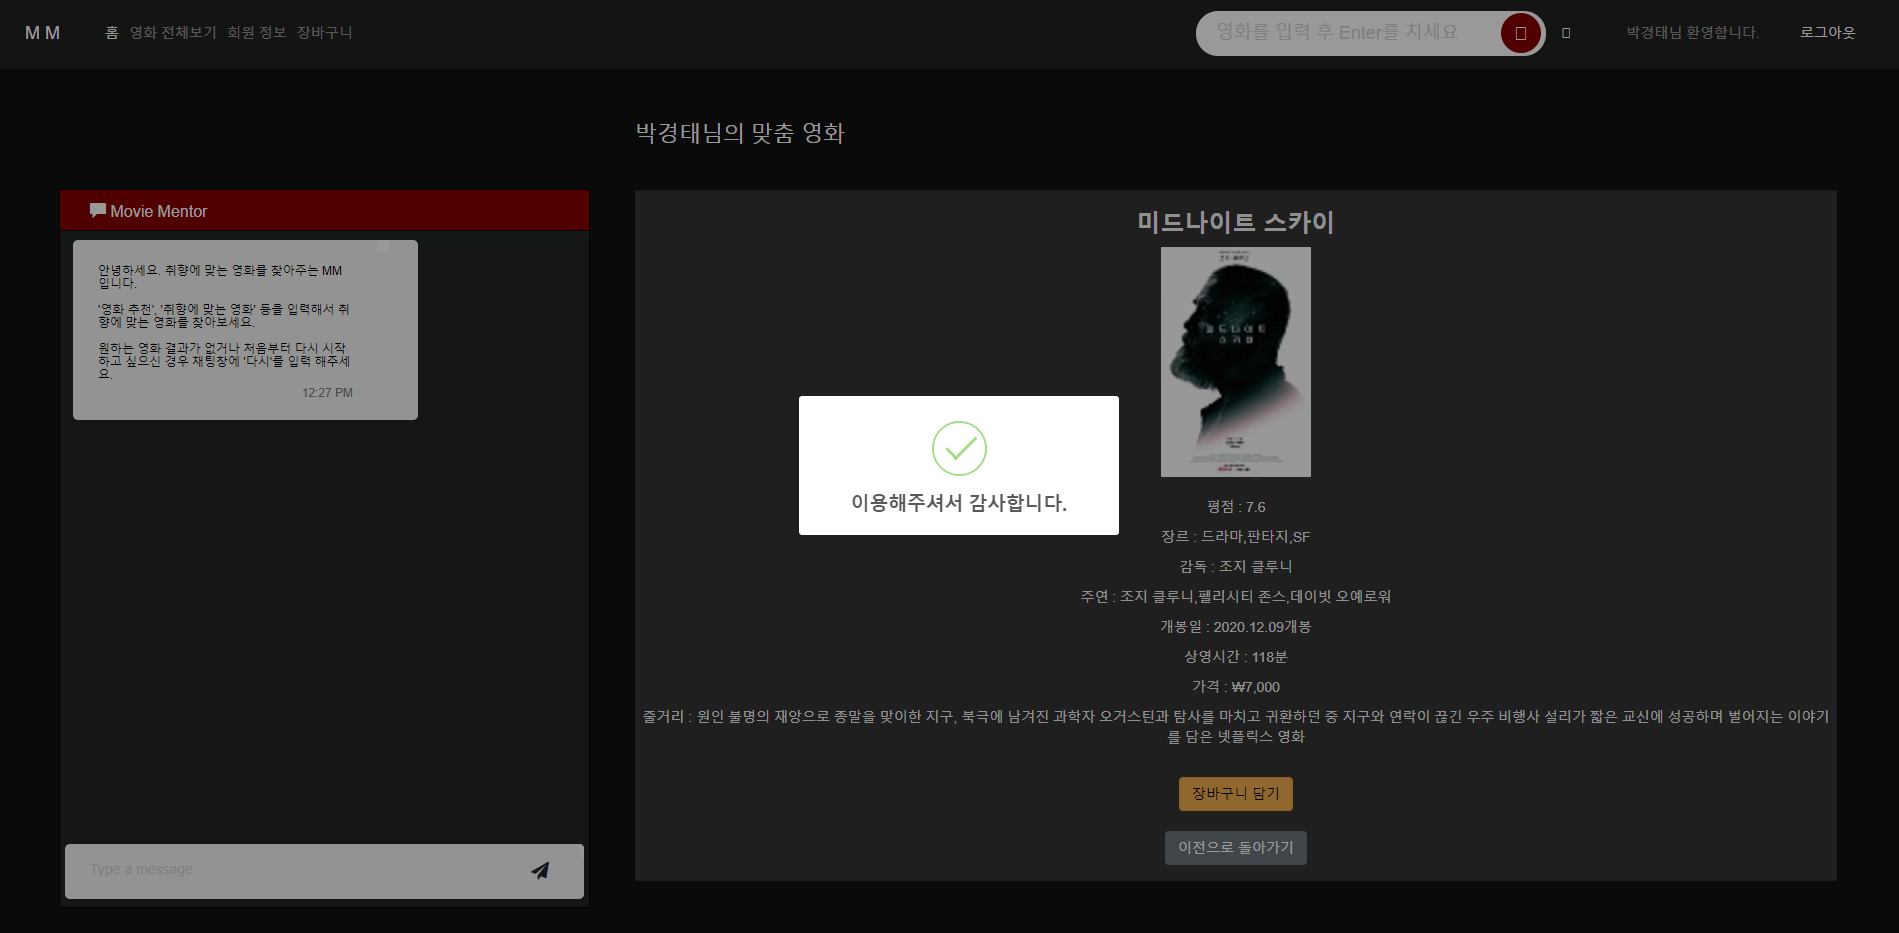 M M
홈 영화 전체보기 회원 정보 장바구니
영화를 입력 후 Enter를 치세요
박경태님 환영합니다.
로그아웃
박경태님의 맞춤 영화
Movie Mentor
안녕하세요. 취향에 맞는 영화를 찾아주는 MM
입니다.
'영화 추천', '취향에 맞는 영화' 등을 입력해서 취
향에 맞는 영화를 찾아보세요.
원하는 영화 결과가 없거나 처음부터 다시 시작
하고 싶으신 경우 채팅창에 '다시'를 입력 해주세
요.
12:27 PM
Type a message
미드나이트 스카이
미드나이트
스카이
이용해주셔서 감사합니다.
평점 : 7.6
장르 : 드라마,판타지,SF
감독 : 조지 클루니
주연 : 조지 클루니,펠리시티 존스,데이빗 오예로워
개봉일 : 2020.12.09개봉
상영시간 : 118분
가격 : ₩7,000
줄거리 : 원인 불명의 재앙으로 종말을 맞이한 지구, 북극에 남겨진 과학자 오거스틴과 탐사를 마치고 귀환하던 중 지구와 연락이 끊긴 우주 비행사 설리가 짧은 교신에 성공하며 벌어지는 이야기
를 담은 넷플릭스 영화
장바구니 담기
이전으로 돌아가기